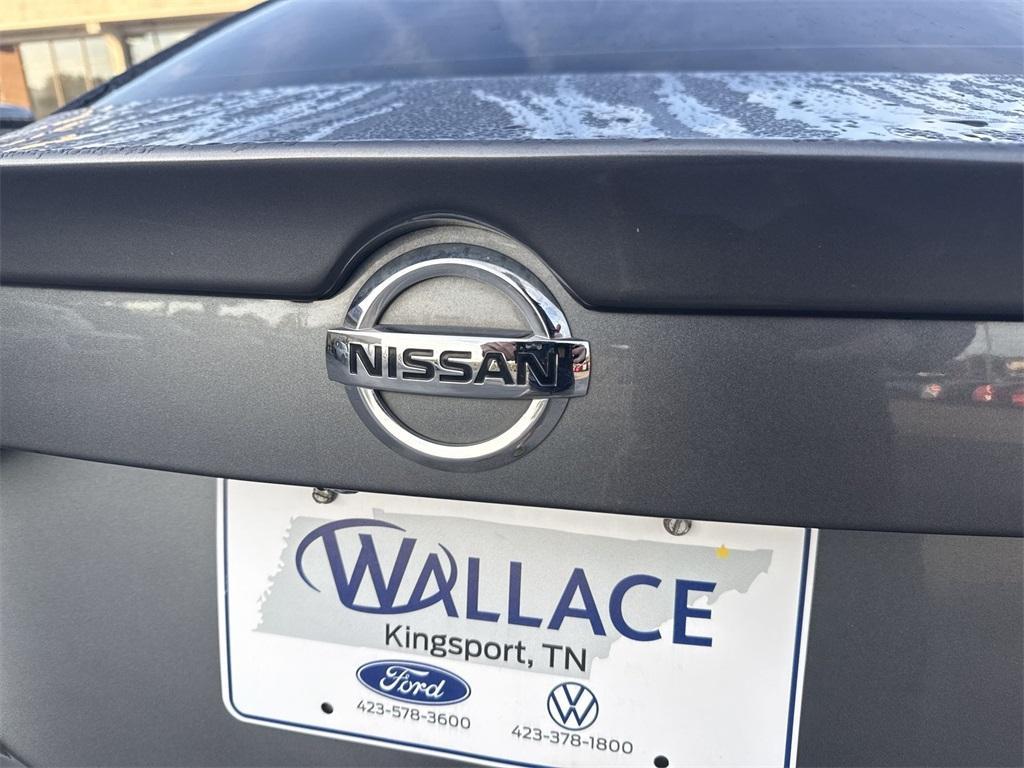 NISSAN
WALLACE
Kingsport, TN
Ford
423-578-3600
423-378-1800